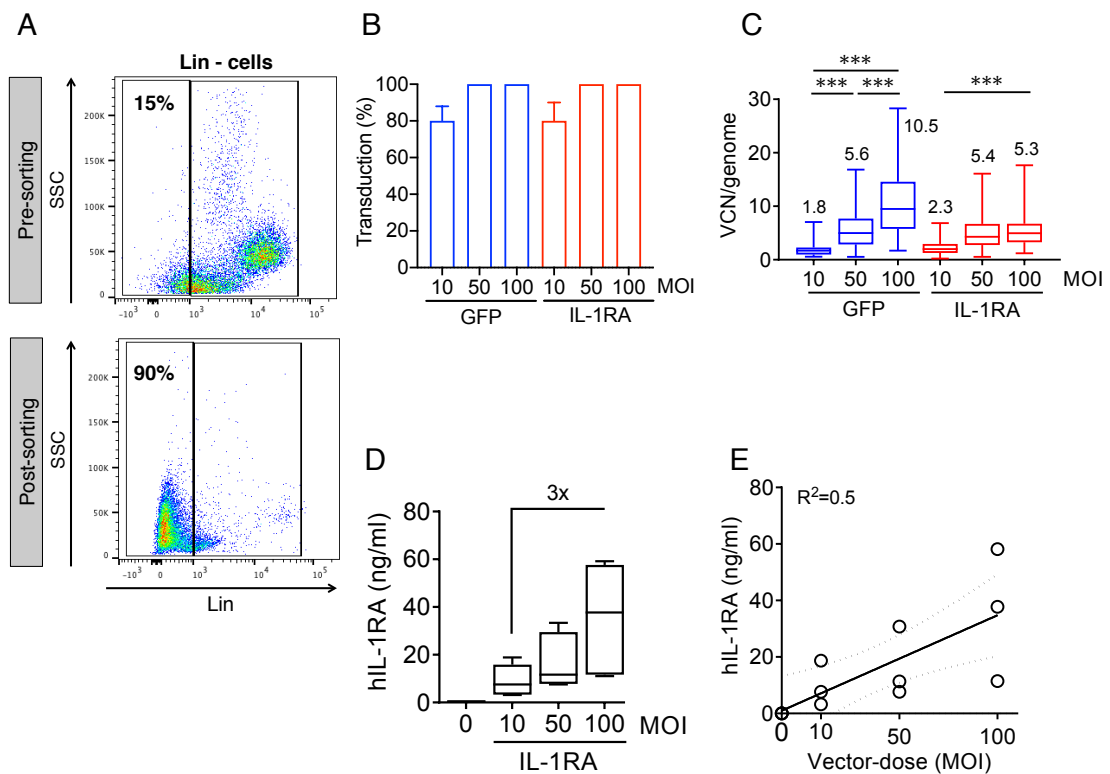 A
Lin - cells
Pre-sorting
SSC
15%
200K
150K
100K
50K
0
-10³ 0 10³ 10⁴ 10⁵
Post-sorting
SSC
90%
200K
150K
100K
50K
0
-10³ 0 10³ 10⁴ 10⁵
Lin
B
Transduction (%)
100
80
60
40
20
0
10 50 100 10 50 100 MOI
GFP IL-1RA
C
VCN/genome
30
20
10
0
*** ***
*** ***
1.8 5.6 10.5 2.3 5.4 5.3
10 50 100 10 50 100 MOI
GFP IL-1RA
D
hIL-1RA (ng/ml)
80
60
40
20
0
3x
0 10 50 100 MOI
IL-1RA
E
hIL-1RA (ng/ml)
80
60
40
20
0
R²=0.5
0 10 50 100
Vector-dose (MOI)